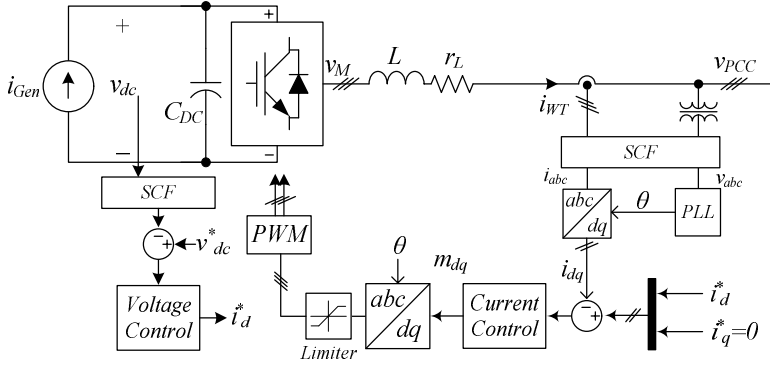 +
i_Gen
v_dc
−
C_DC
+
−
v_M
L
r_L
i_WT
v_PCC
SCF
i_abc
v_abc
abc
dq
θ
PLL
i_dq
SCF
−
+
v*_dc
Voltage
Control
i*_d
PWM
Limiter
θ
abc
dq
m_dq
Current
Control
−
+
i*_d
i*_q=0